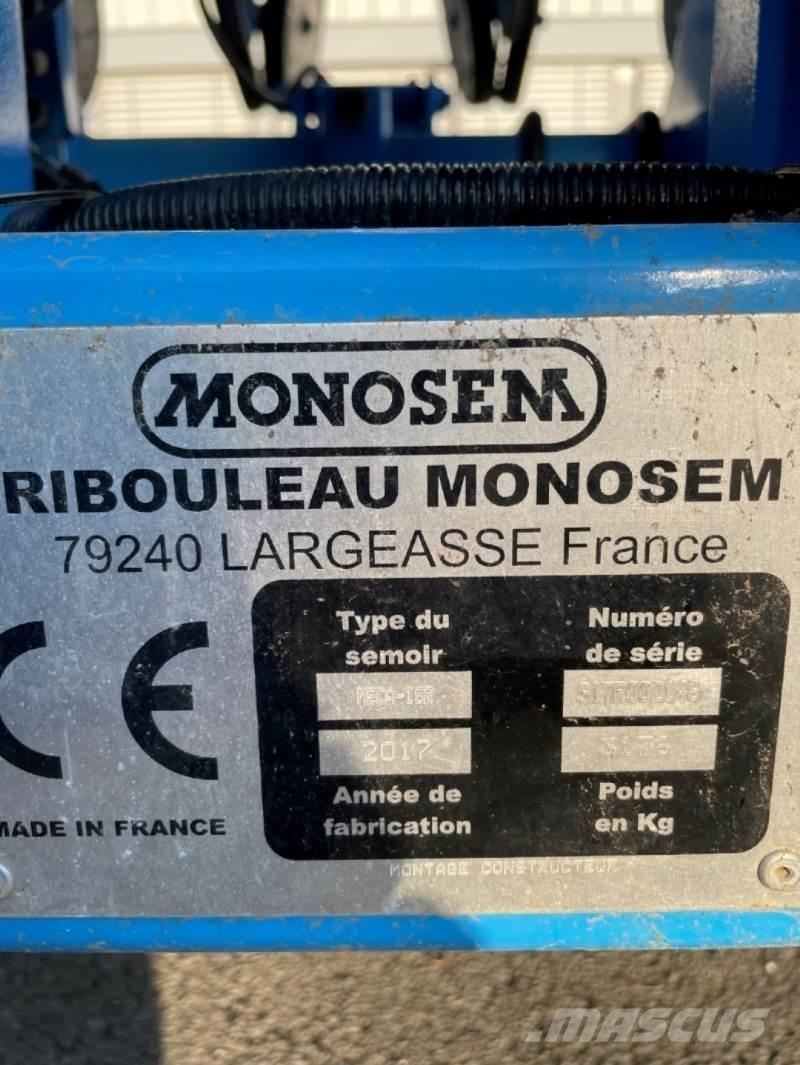 MONOSEM
RIBOULEAU MONOSEM
79240 LARGEASSE France
CE
MADE IN FRANCE
Type du
semoir
Numéro
de série
2017
3175
Année de
fabrication
Poids
en Kg
MONTAGE CONSTRUCTEUR
mascus